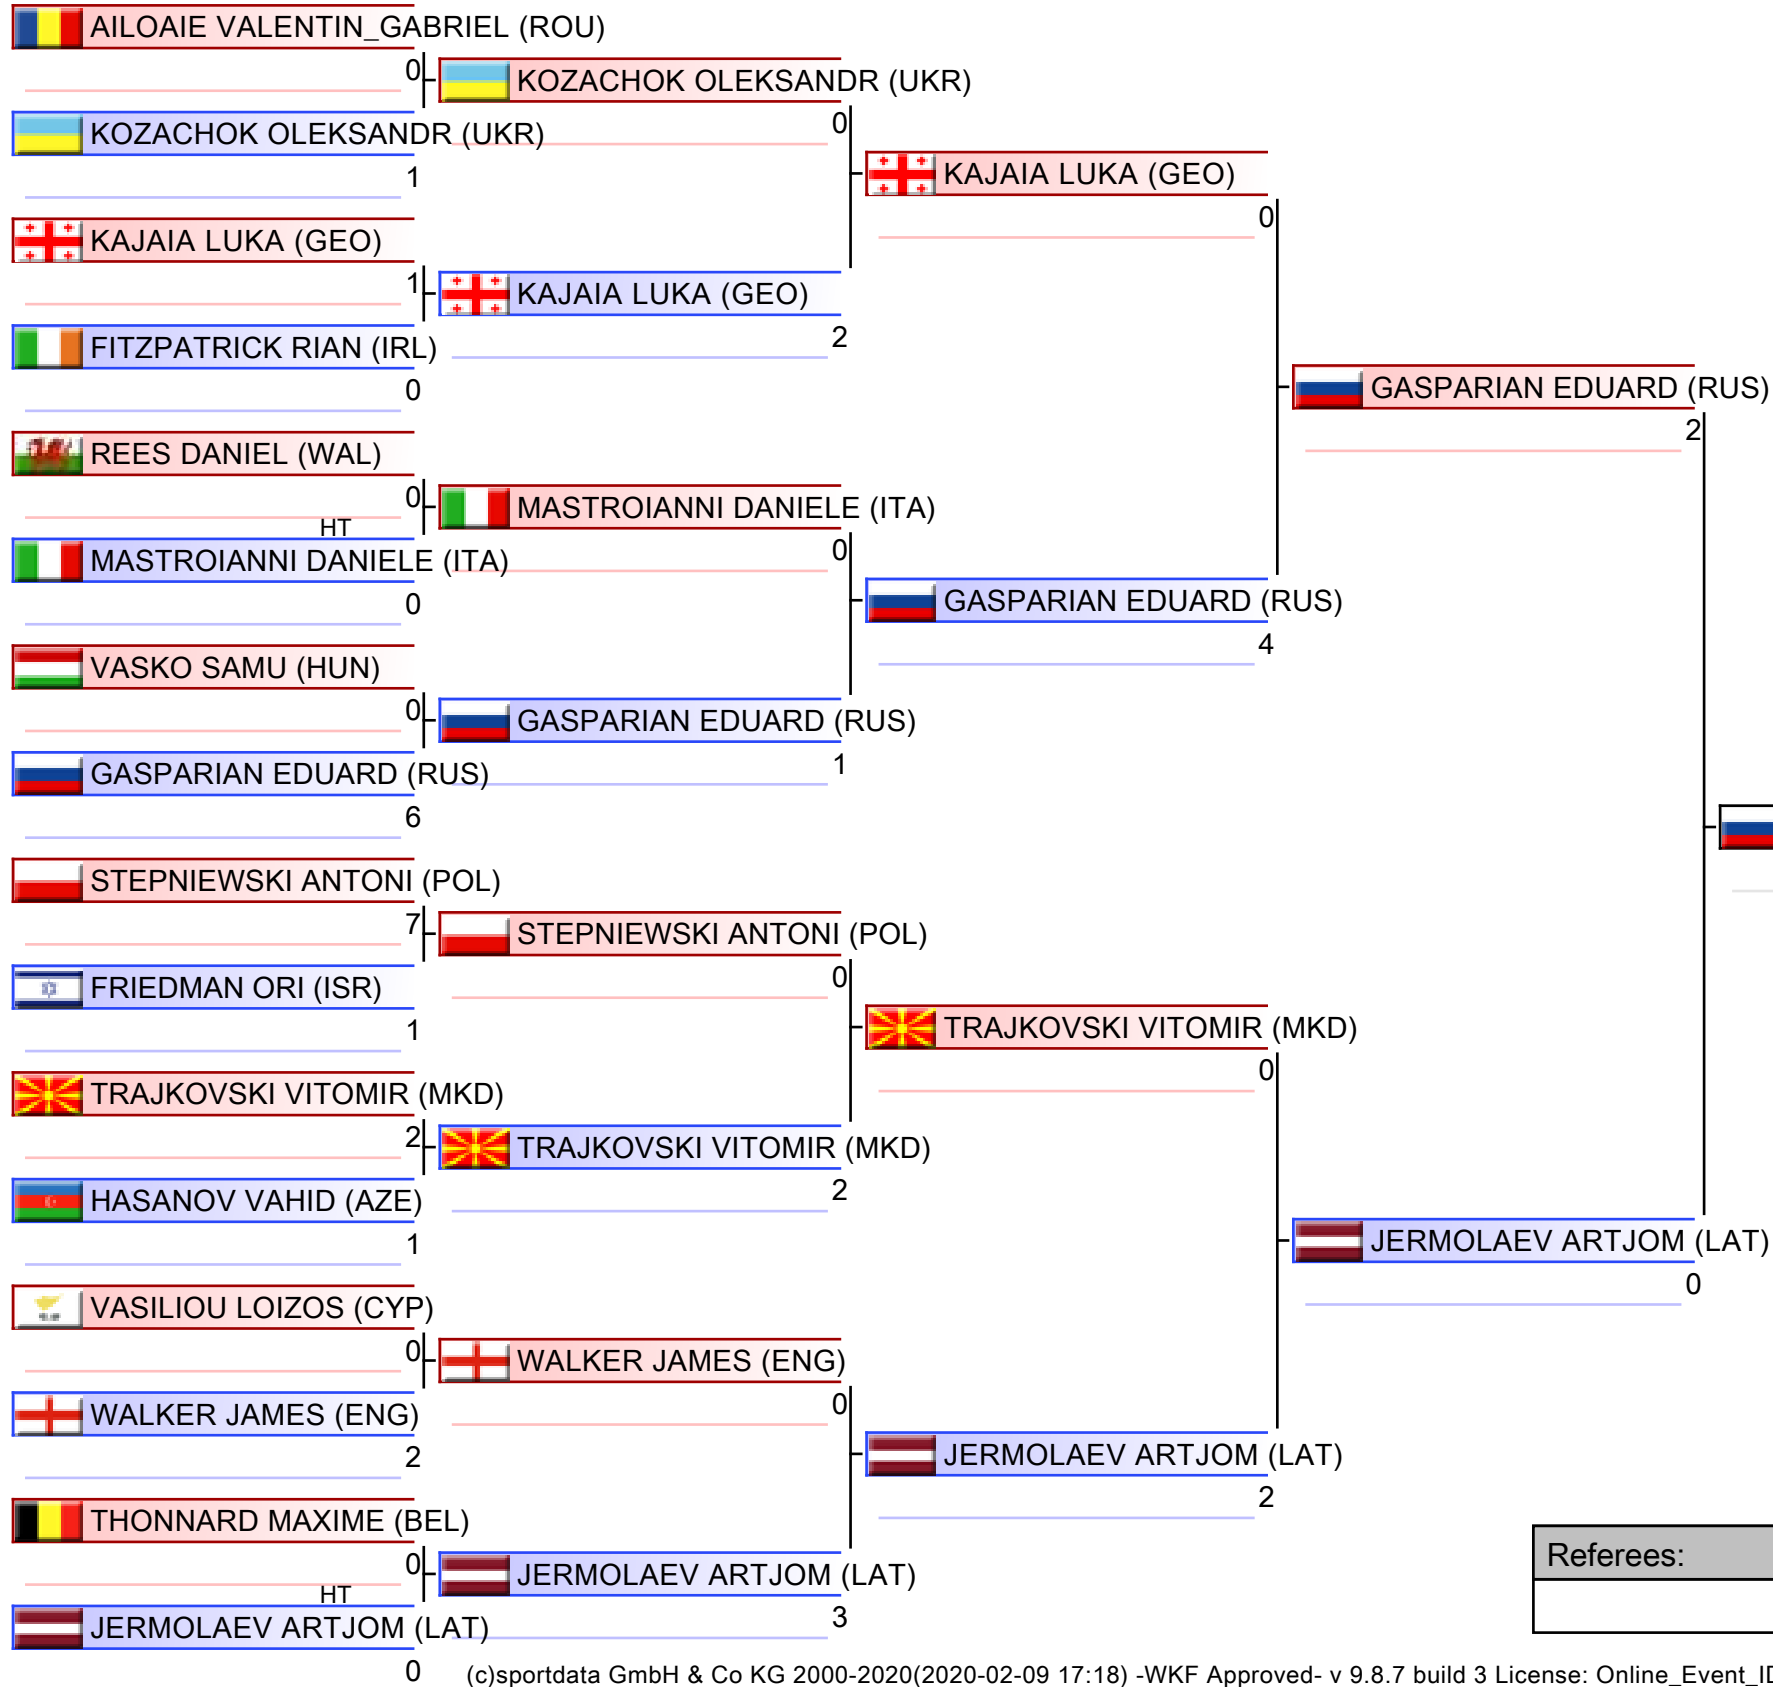 AILOAIE VALENTIN_GABRIEL (ROU)
0
KOZACHOK OLEKSANDR (UKR)
KOZACHOK OLEKSANDR (UKR)
0
1
KAJAIA LUKA (GEO)
0
KAJAIA LUKA (GEO)
1
KAJAIA LUKA (GEO)
2
FITZPATRICK RIAN (IRL)
0
GASPARIAN EDUARD (RUS)
2
REES DANIEL (WAL)
0
HT
MASTROIANNI DANIELE (ITA)
0
MASTROIANNI DANIELE (ITA)
0
GASPARIAN EDUARD (RUS)
4
VASKO SAMU (HUN)
0
GASPARIAN EDUARD (RUS)
1
GASPARIAN EDUARD (RUS)
6
STEPNIEWSKI ANTONI (POL)
7
STEPNIEWSKI ANTONI (POL)
0
FRIEDMAN ORI (ISR)
1
TRAJKOVSKI VITOMIR (MKD)
0
TRAJKOVSKI VITOMIR (MKD)
2
TRAJKOVSKI VITOMIR (MKD)
2
HASANOV VAHID (AZE)
1
JERMOLAEV ARTJOM (LAT)
0
VASILIOU LOIZOS (CYP)
0
WALKER JAMES (ENG)
0
WALKER JAMES (ENG)
2
JERMOLAEV ARTJOM (LAT)
2
THONNARD MAXIME (BEL)
0
HT
JERMOLAEV ARTJOM (LAT)
3
JERMOLAEV ARTJOM (LAT)
0
Referees:
(c)sportdata GmbH & Co KG 2000-2020(2020-02-09 17:18) -WKF Approved- v 9.8.7 build 3 License: Online_Event_ID